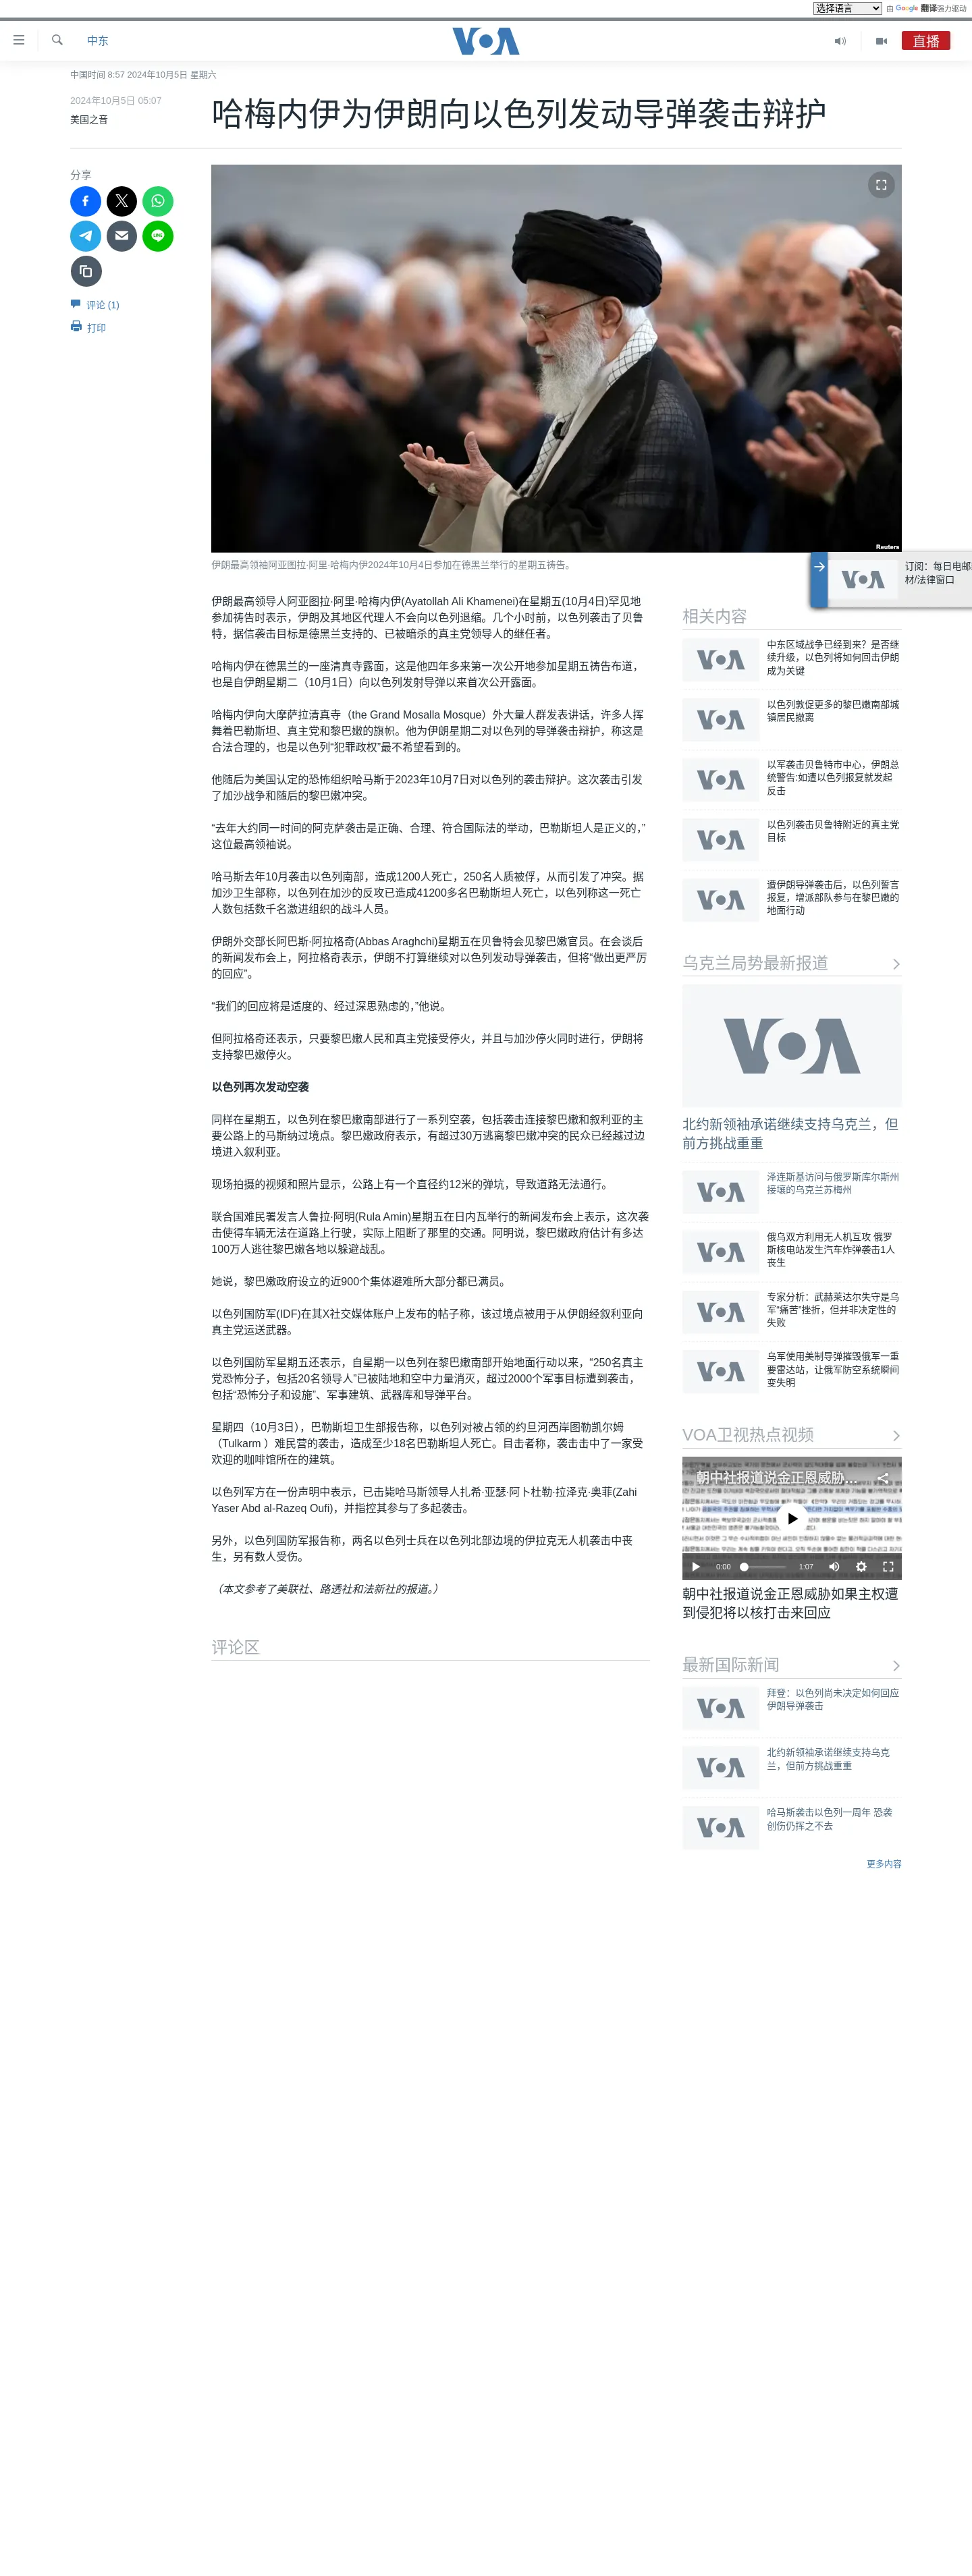 选择语言 由 Google 翻译强力驱动
中东
VOA
直播
中国时间 8:57 2024年10月5日 星期六
2024年10月5日 05:07
美国之音
哈梅内伊为伊朗向以色列发动导弹袭击辩护
分享
LINE
评论 (1)
打印
Reuters
伊朗最高领袖阿亚图拉·阿里·哈梅内伊2024年10月4日参加在德黑兰举行的星期五祷告。
订阅：每日电邮
材/法律窗口
伊朗最高领导人阿亚图拉·阿里·哈梅内伊(Ayatollah Ali Khamenei)在星期五(10月4日)罕见地
参加祷告时表示，伊朗及其地区代理人不会向以色列退缩。几个小时前，以色列袭击了贝鲁
特，据信袭击目标是德黑兰支持的、已被暗杀的真主党领导人的继任者。
哈梅内伊在德黑兰的一座清真寺露面，这是他四年多来第一次公开地参加星期五祷告布道，
也是自伊朗星期二（10月1日）向以色列发射导弹以来首次公开露面。
哈梅内伊向大摩萨拉清真寺（the Grand Mosalla Mosque）外大量人群发表讲话，许多人挥
舞着巴勒斯坦、真主党和黎巴嫩的旗帜。他为伊朗星期二对以色列的导弹袭击辩护，称这是
合法合理的，也是以色列“犯罪政权”最不希望看到的。
他随后为美国认定的恐怖组织哈马斯于2023年10月7日对以色列的袭击辩护。这次袭击引发
了加沙战争和随后的黎巴嫩冲突。
“去年大约同一时间的阿克萨袭击是正确、合理、符合国际法的举动，巴勒斯坦人是正义的，”
这位最高领袖说。
哈马斯去年10月袭击以色列南部，造成1200人死亡，250名人质被俘，从而引发了冲突。据
加沙卫生部称，以色列在加沙的反攻已造成41200多名巴勒斯坦人死亡，以色列称这一死亡
人数包括数千名激进组织的战斗人员。
伊朗外交部长阿巴斯·阿拉格奇(Abbas Araghchi)星期五在贝鲁特会见黎巴嫩官员。在会谈后
的新闻发布会上，阿拉格奇表示，伊朗不打算继续对以色列发动导弹袭击，但将“做出更严厉
的回应”。
“我们的回应将是适度的、经过深思熟虑的，”他说。
但阿拉格奇还表示，只要黎巴嫩人民和真主党接受停火，并且与加沙停火同时进行，伊朗将
支持黎巴嫩停火。
以色列再次发动空袭
同样在星期五，以色列在黎巴嫩南部进行了一系列空袭，包括袭击连接黎巴嫩和叙利亚的主
要公路上的马斯纳过境点。黎巴嫩政府表示，有超过30万逃离黎巴嫩冲突的民众已经越过边
境进入叙利亚。
现场拍摄的视频和照片显示，公路上有一个直径约12米的弹坑，导致道路无法通行。
联合国难民署发言人鲁拉·阿明(Rula Amin)星期五在日内瓦举行的新闻发布会上表示，这次袭
击使得车辆无法在道路上行驶，实际上阻断了那里的交通。阿明说，黎巴嫩政府估计有多达
100万人逃往黎巴嫩各地以躲避战乱。
她说，黎巴嫩政府设立的近900个集体避难所大部分都已满员。
以色列国防军(IDF)在其X社交媒体账户上发布的帖子称，该过境点被用于从伊朗经叙利亚向
真主党运送武器。
以色列国防军星期五还表示，自星期一以色列在黎巴嫩南部开始地面行动以来，“250名真主
党恐怖分子，包括20名领导人”已被陆地和空中力量消灭，超过2000个军事目标遭到袭击，
包括“恐怖分子和设施”、军事建筑、武器库和导弹平台。
星期四（10月3日），巴勒斯坦卫生部报告称，以色列对被占领的约旦河西岸图勒凯尔姆
（Tulkarm ）难民营的袭击，造成至少18名巴勒斯坦人死亡。目击者称，袭击击中了一家受
欢迎的咖啡馆所在的建筑。
以色列军方在一份声明中表示，已击毙哈马斯领导人扎希·亚瑟·阿卜杜勒·拉泽克·奥菲(Zahi
Yaser Abd al-Razeq Oufi)，并指控其参与了多起袭击。
另外，以色列国防军报告称，两名以色列士兵在以色列北部边境的伊拉克无人机袭击中丧
生，另有数人受伤。
（本文参考了美联社、路透社和法新社的报道。）
评论区
相关内容
中东区域战争已经到来？是否继
续升级，以色列将如何回击伊朗
成为关键
以色列敦促更多的黎巴嫩南部城
镇居民撤离
以军袭击贝鲁特市中心，伊朗总
统警告:如遭以色列报复就发起
反击
以色列袭击贝鲁特附近的真主党
目标
遭伊朗导弹袭击后，以色列誓言
报复，增派部队参与在黎巴嫩的
地面行动
乌克兰局势最新报道
VOA
北约新领袖承诺继续支持乌克兰，但
前方挑战重重
泽连斯基访问与俄罗斯库尔斯州
接壤的乌克兰苏梅州
俄乌双方利用无人机互攻 俄罗
斯核电站发生汽车炸弹袭击1人
丧生
专家分析：武赫莱达尔失守是乌
军“痛苦”挫折，但并非决定性的
失败
乌军使用美制导弹摧毁俄军一重
要雷达站，让俄军防空系统瞬间
变失明
VOA卫视热点视频
朝中社报道说金正恩威胁…
0:00 1:07
朝中社报道说金正恩威胁如果主权遭
到侵犯将以核打击来回应
最新国际新闻
拜登：以色列尚未决定如何回应
伊朗导弹袭击
北约新领袖承诺继续支持乌克
兰，但前方挑战重重
哈马斯袭击以色列一周年 恐袭
创伤仍挥之不去
更多内容